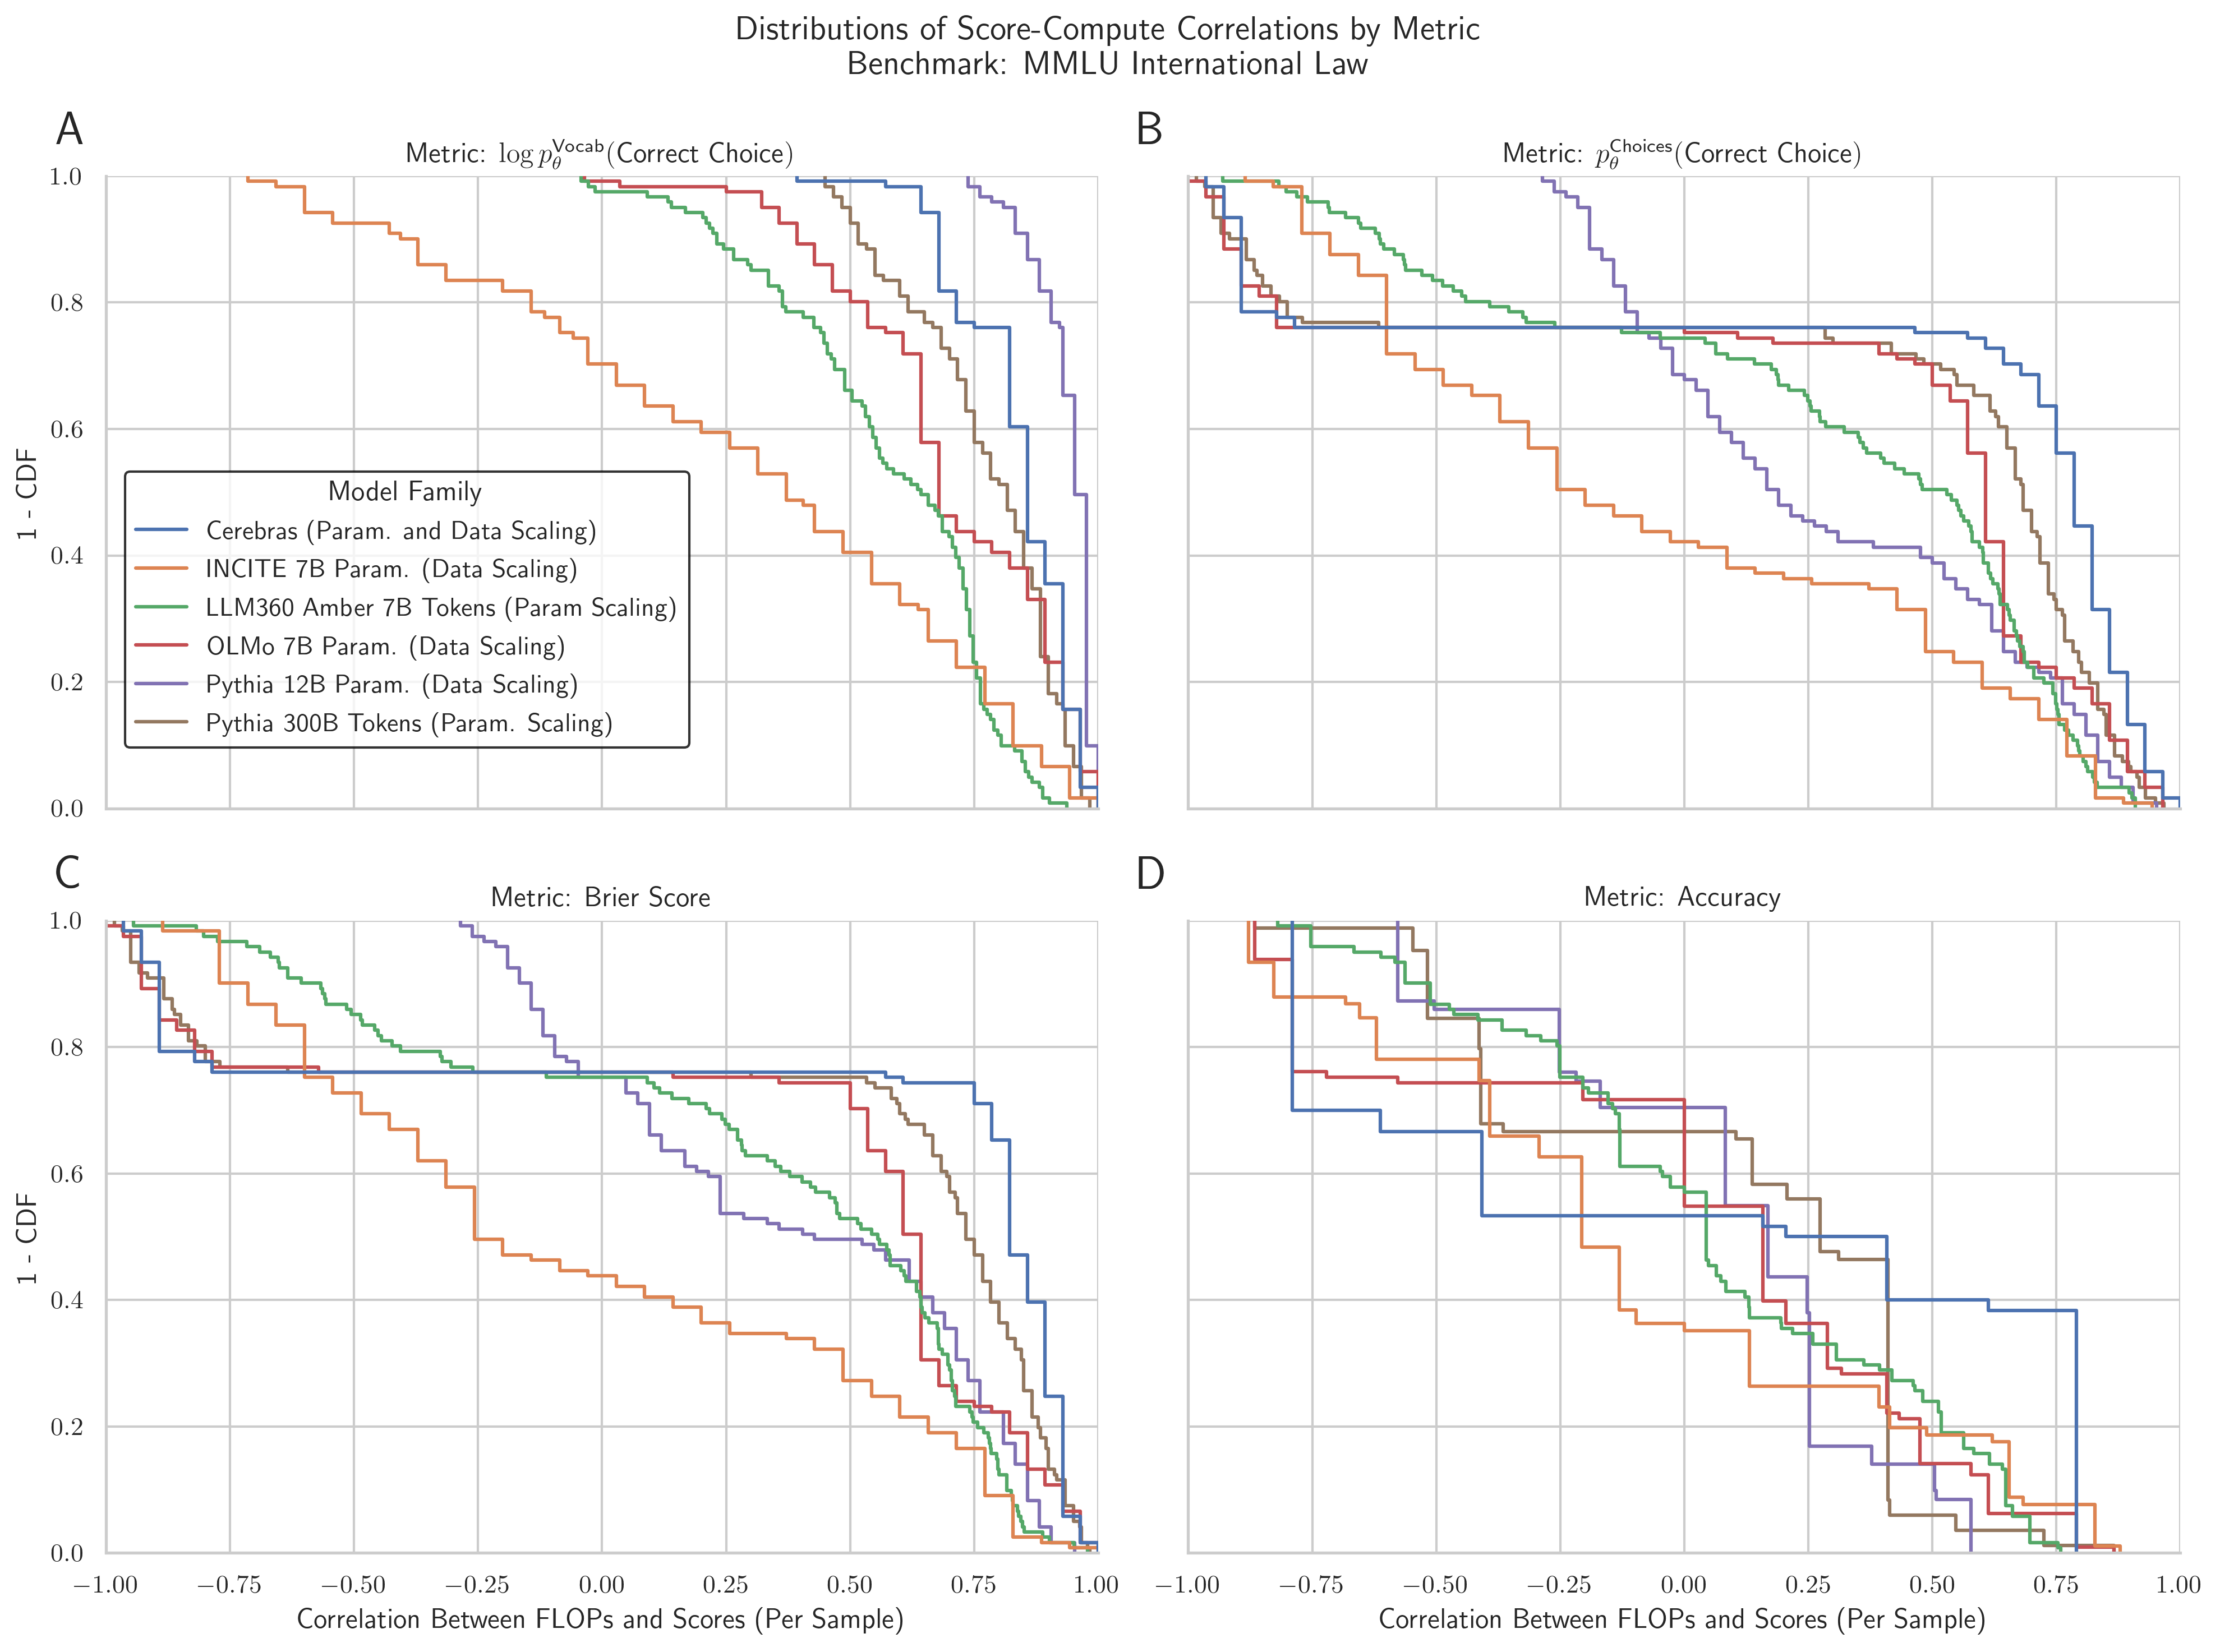 Distributions of Score-Compute Correlations by Metric
Benchmark: MMLU International Law
A
Metric: log p_θ^Vocab(Correct Choice)
1.0
0.8
0.6
0.4
0.2
0.0
1 - CDF
Model Family
Cerebras (Param. and Data Scaling)
INCITE 7B Param. (Data Scaling)
LLM360 Amber 7B Tokens (Param Scaling)
OLMo 7B Param. (Data Scaling)
Pythia 12B Param. (Data Scaling)
Pythia 300B Tokens (Param. Scaling)
B
Metric: p_θ^Choices(Correct Choice)
C
Metric: Brier Score
1.0
0.8
0.6
0.4
0.2
0.0
1 - CDF
−1.00 −0.75 −0.50 −0.25 0.00 0.25 0.50 0.75 1.00
Correlation Between FLOPs and Scores (Per Sample)
D
Metric: Accuracy
−1.00 −0.75 −0.50 −0.25 0.00 0.25 0.50 0.75 1.00
Correlation Between FLOPs and Scores (Per Sample)